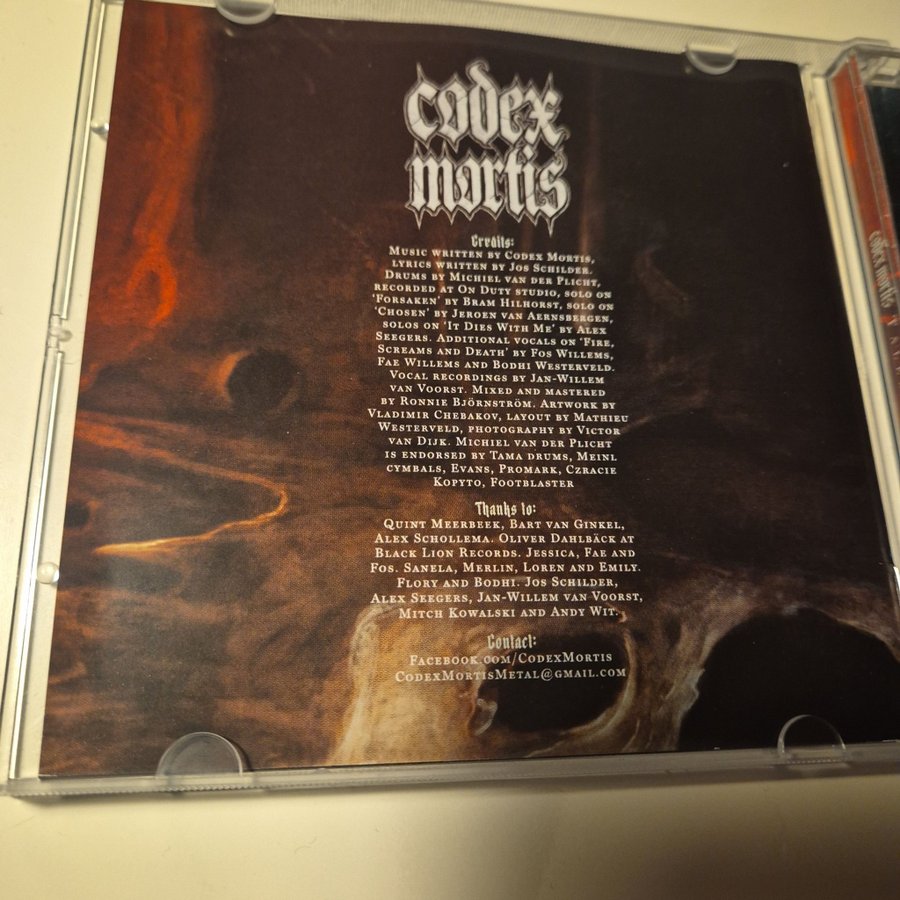 codex
mortis
Credits:
Music written by Codex Mortis,
lyrics written by Jos Schilder.
Drums by Michiel van der Plicht,
recorded at On Duty studio, solo on
'Forsaken' by Bram Hilhorst, solo on
'Chosen' by Jeroen van Aernsbergen,
solos on 'It Dies With Me' by Alex
Seegers. Additional vocals on 'Fire,
Screams and Death' by Fos Willems,
Fae Willems and Bodhi Westerveld.
Vocal recordings by Jan-Willem
van Voorst. Mixed and mastered
by Ronnie Björnström. Artwork by
Vladimir Chebakov, layout by Mathieu
Westerveld, photography by Victor
van Dijk. Michiel van der Plicht
is endorsed by Tama drums, Meinl
cymbals, Evans, Promark, Czracie
Kopyto, Footblaster
Thanks to:
Quint Meerbeek, Bart van Ginkel,
Alex Schollema. Oliver Dahlbäck at
Black Lion Records. Jessica, Fae and
Fos. Sanela, Merlin, Loren and Emily.
Flory and Bodhi. Jos Schilder,
Alex Seegers, Jan-Willem van Voorst,
Mitch Kowalski and Andy Wit.
Contact:
Facebook.com/CodexMortis
CodexMortisMetal@gmail.com
codex mortis